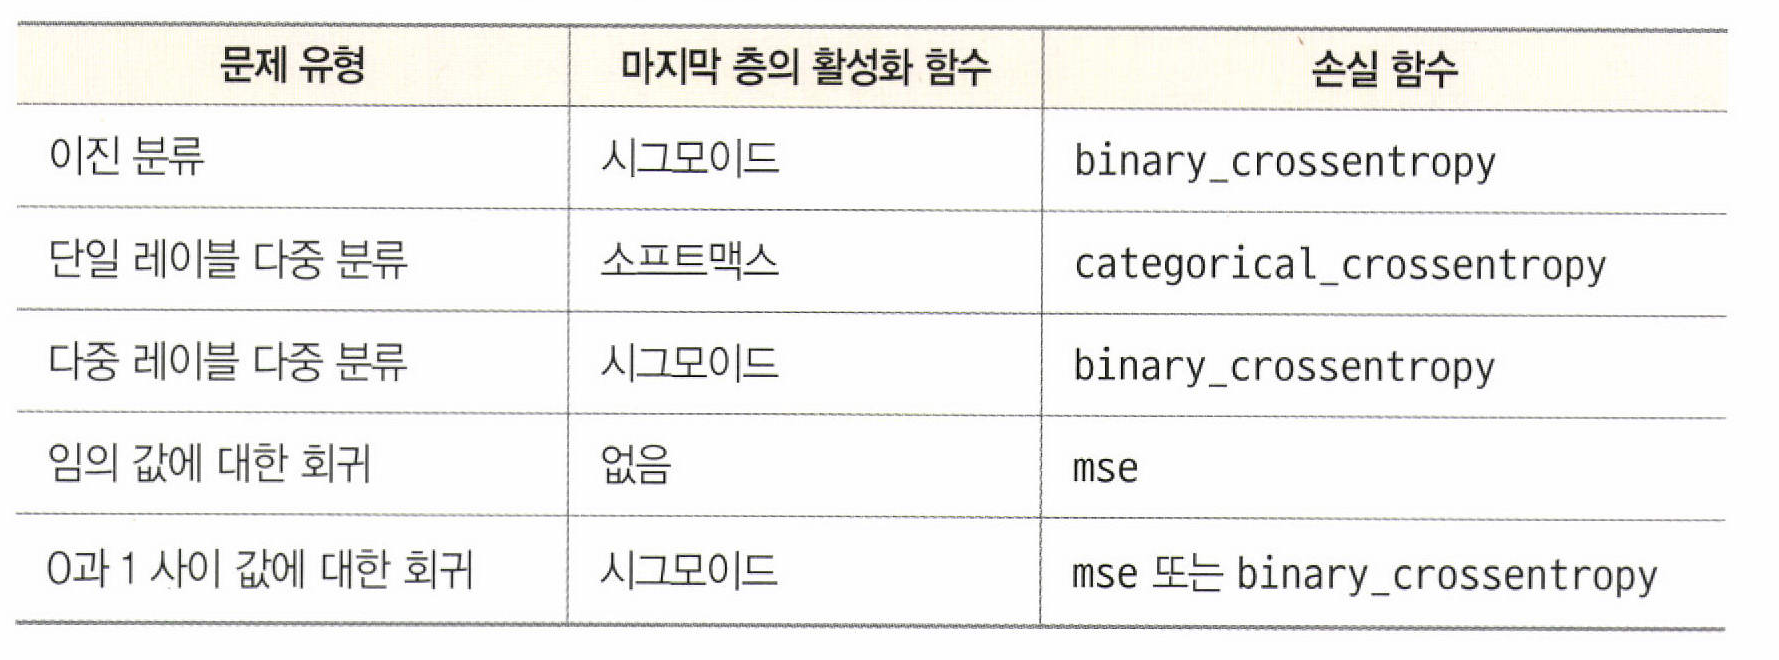 문제 유형 마지막 층의 활성화 함수 손실 함수
이진 분류 시그모이드 binary_crossentropy
단일 레이블 다중 분류 소프트맥스 categorical_crossentropy
다중 레이블 다중 분류 시그모이드 binary_crossentropy
임의 값에 대한 회귀 없음 mse
0과 1 사이 값에 대한 회귀 시그모이드 mse 또는 binary_crossentropy